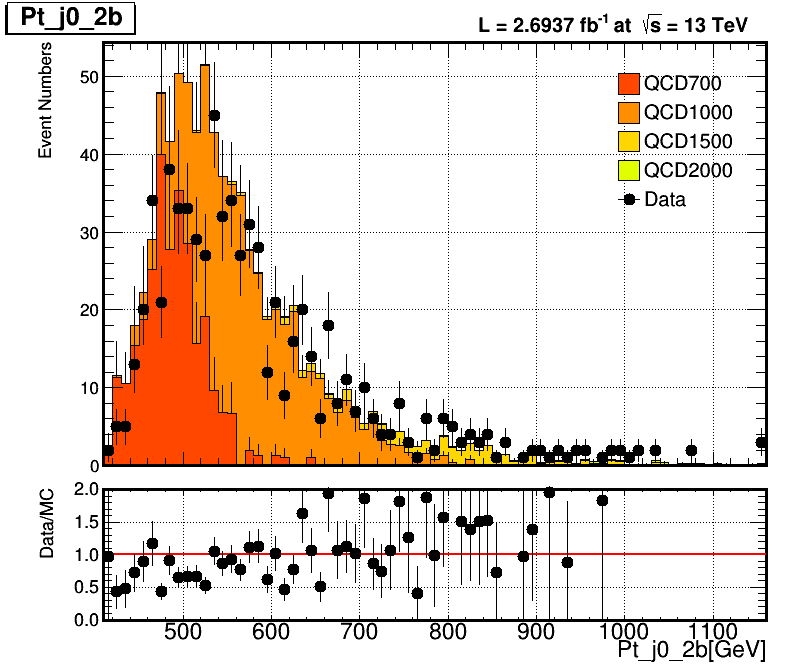 Pt_j0_2b
L = 2.6937 fb⁻¹ at √s = 13 TeV
Event Numbers
50
40
30
20
10
0
QCD700
QCD1000
QCD1500
QCD2000
Data
Data/MC
2.0
1.5
1.0
0.5
0.0
500 600 700 800 900 1000 1100
Pt_j0_2b[GeV]